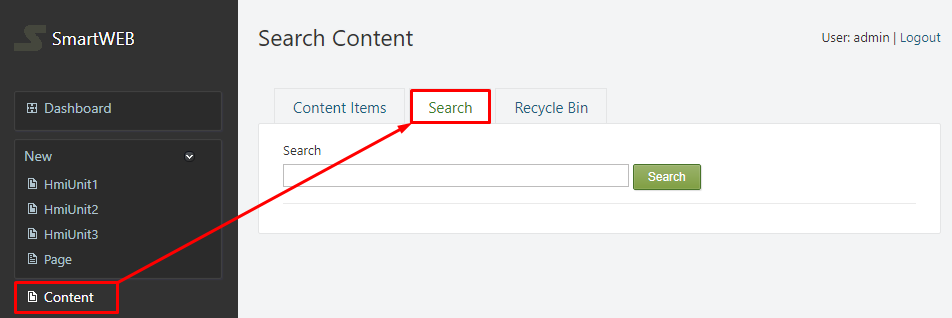 SmartWEB
Dashboard
New
HmiUnit1
HmiUnit2
HmiUnit3
Page
Content
Search Content
User: admin | Logout
Content Items Search Recycle Bin
Search
Search